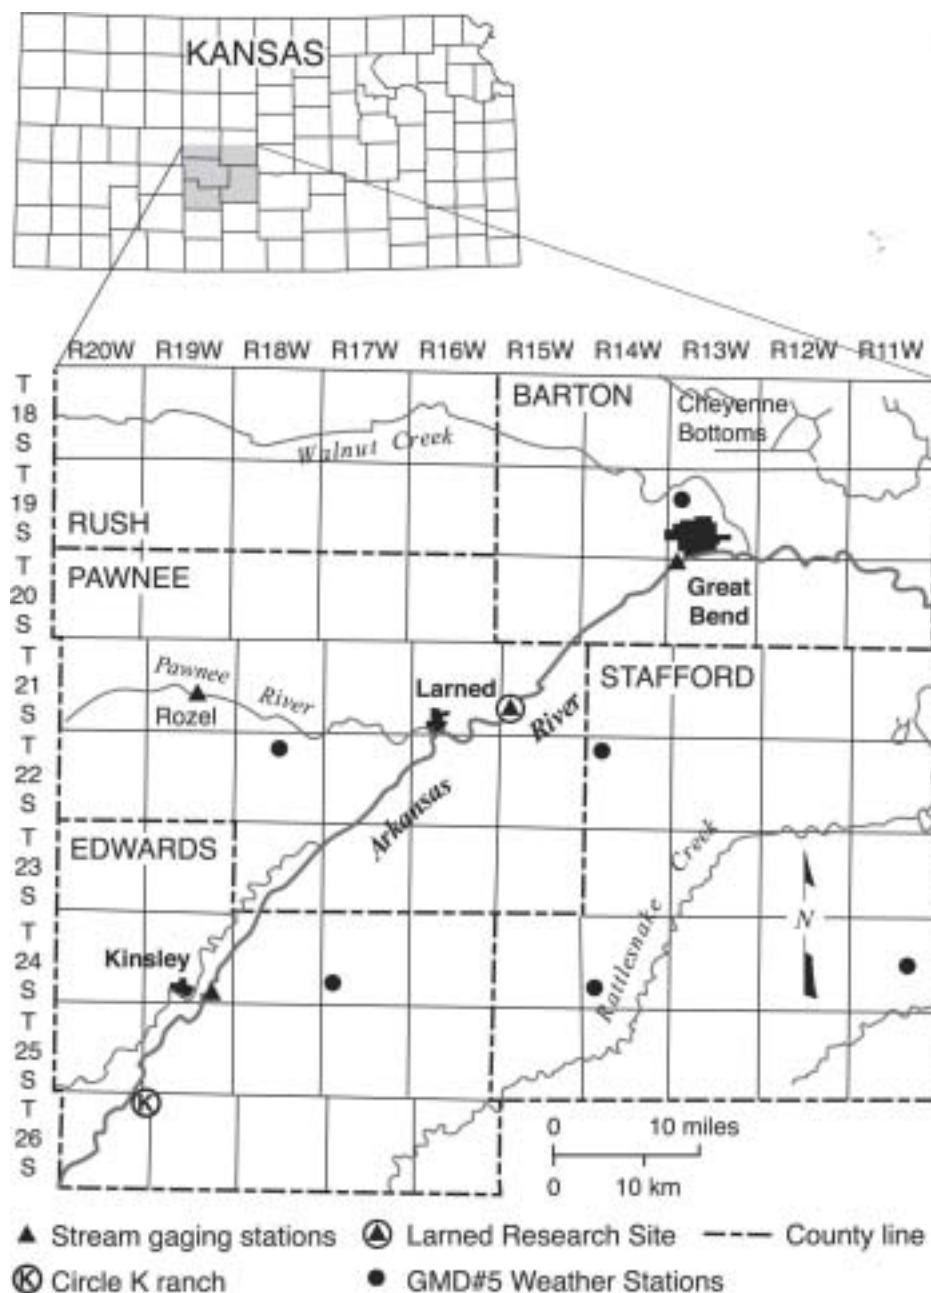 KANSAS
R20W R19W R18W R17W R16W R15W R14W R13W R12W R11W
T
18
S
T
19
S
T
20
S
T
21
S
T
22
S
T
23
S
T
24
S
T
25
S
T
26
S
BARTON
Cheyenne
Bottoms
Walnut Creek
RUSH
PAWNEE
Great
Bend
Pawnee
River
Rozel
Larned
STAFFORD
River
Arkansas
EDWARDS
Rattlesnake Creek
N
Kinsley
K
0 10 miles
0 10 km
Stream gaging stations
Larned Research Site
County line
K Circle K ranch
GMD#5 Weather Stations